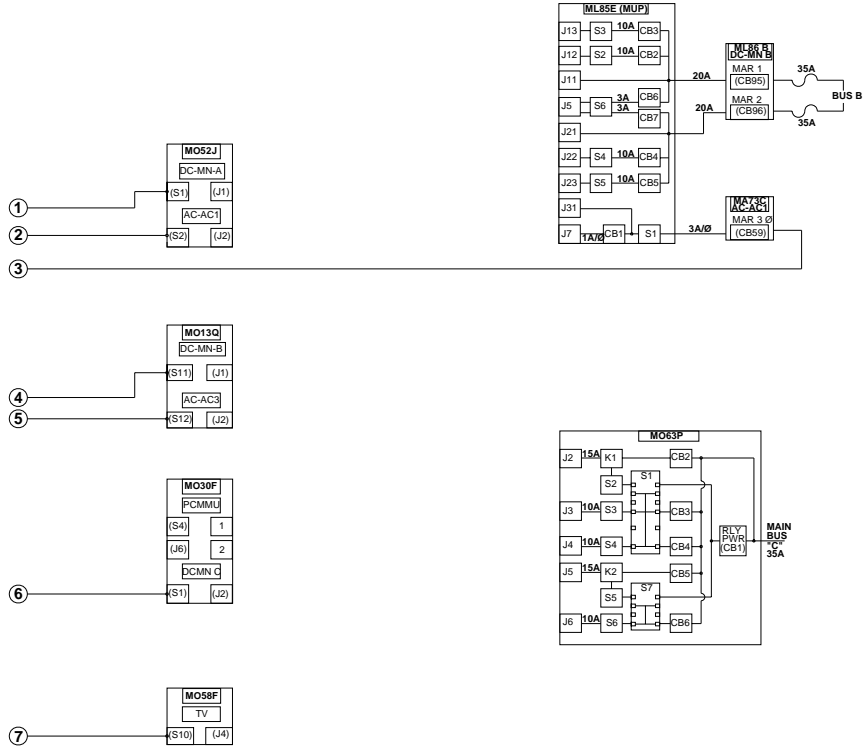 ML85E (MUP)
J13 S3 10A CB3
J12 S2 10A CB2
J11
J5 S6 3A CB6
3A CB7
J21
J22 S4 10A CB4
J23 S5 10A CB5
J31
J7 1A/Ø CB1 S1 3A/Ø
20A
20A
ML86 B
DC-MN B
MAR 1
(CB95)
MAR 2
(CB96)
35A
35A
BUS B
MA73C
AC-AC1
MAR 3 Ø
(CB59)
MO52J
DC-MN-A
1 (S1) (J1)
AC-AC1
2 (S2) (J2)
3
MO13Q
DC-MN-B
4 (S11) (J1)
AC-AC3
5 (S12) (J2)
MO30F
PCMMU
(S4) 1
(J6) 2
DCMN C
6 (S1) (J2)
MO58F
TV
7 (S10) (J4)
MO63P
J2 15A K1 CB2
S2 S1
J3 10A S3 CB3
J4 10A S4 CB4
J5 15A K2 CB5
S5 S7
J6 10A S6 CB6
RLY
PWR
(CB1)
MAIN
BUS
"C"
35A